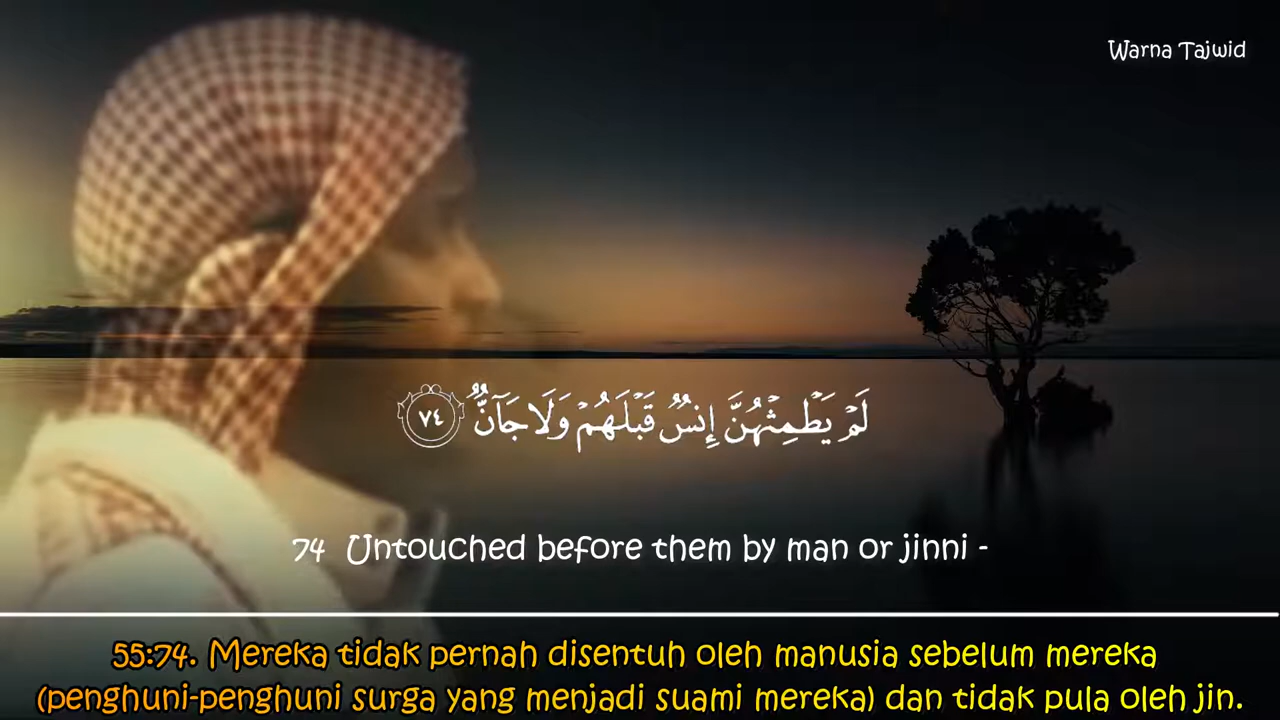 Warna Tajwid
لَمْ يَطْمِثْهُنَّ إِنسٌ قَبْلَهُمْ وَلَا جَآنٌّ ٧٤
74 Untouched before them by man or jinni -
55:74. Mereka tidak pernah disentuh oleh manusia sebelum mereka
(penghuni-penghuni surga yang menjadi suami mereka) dan tidak pula oleh jin.